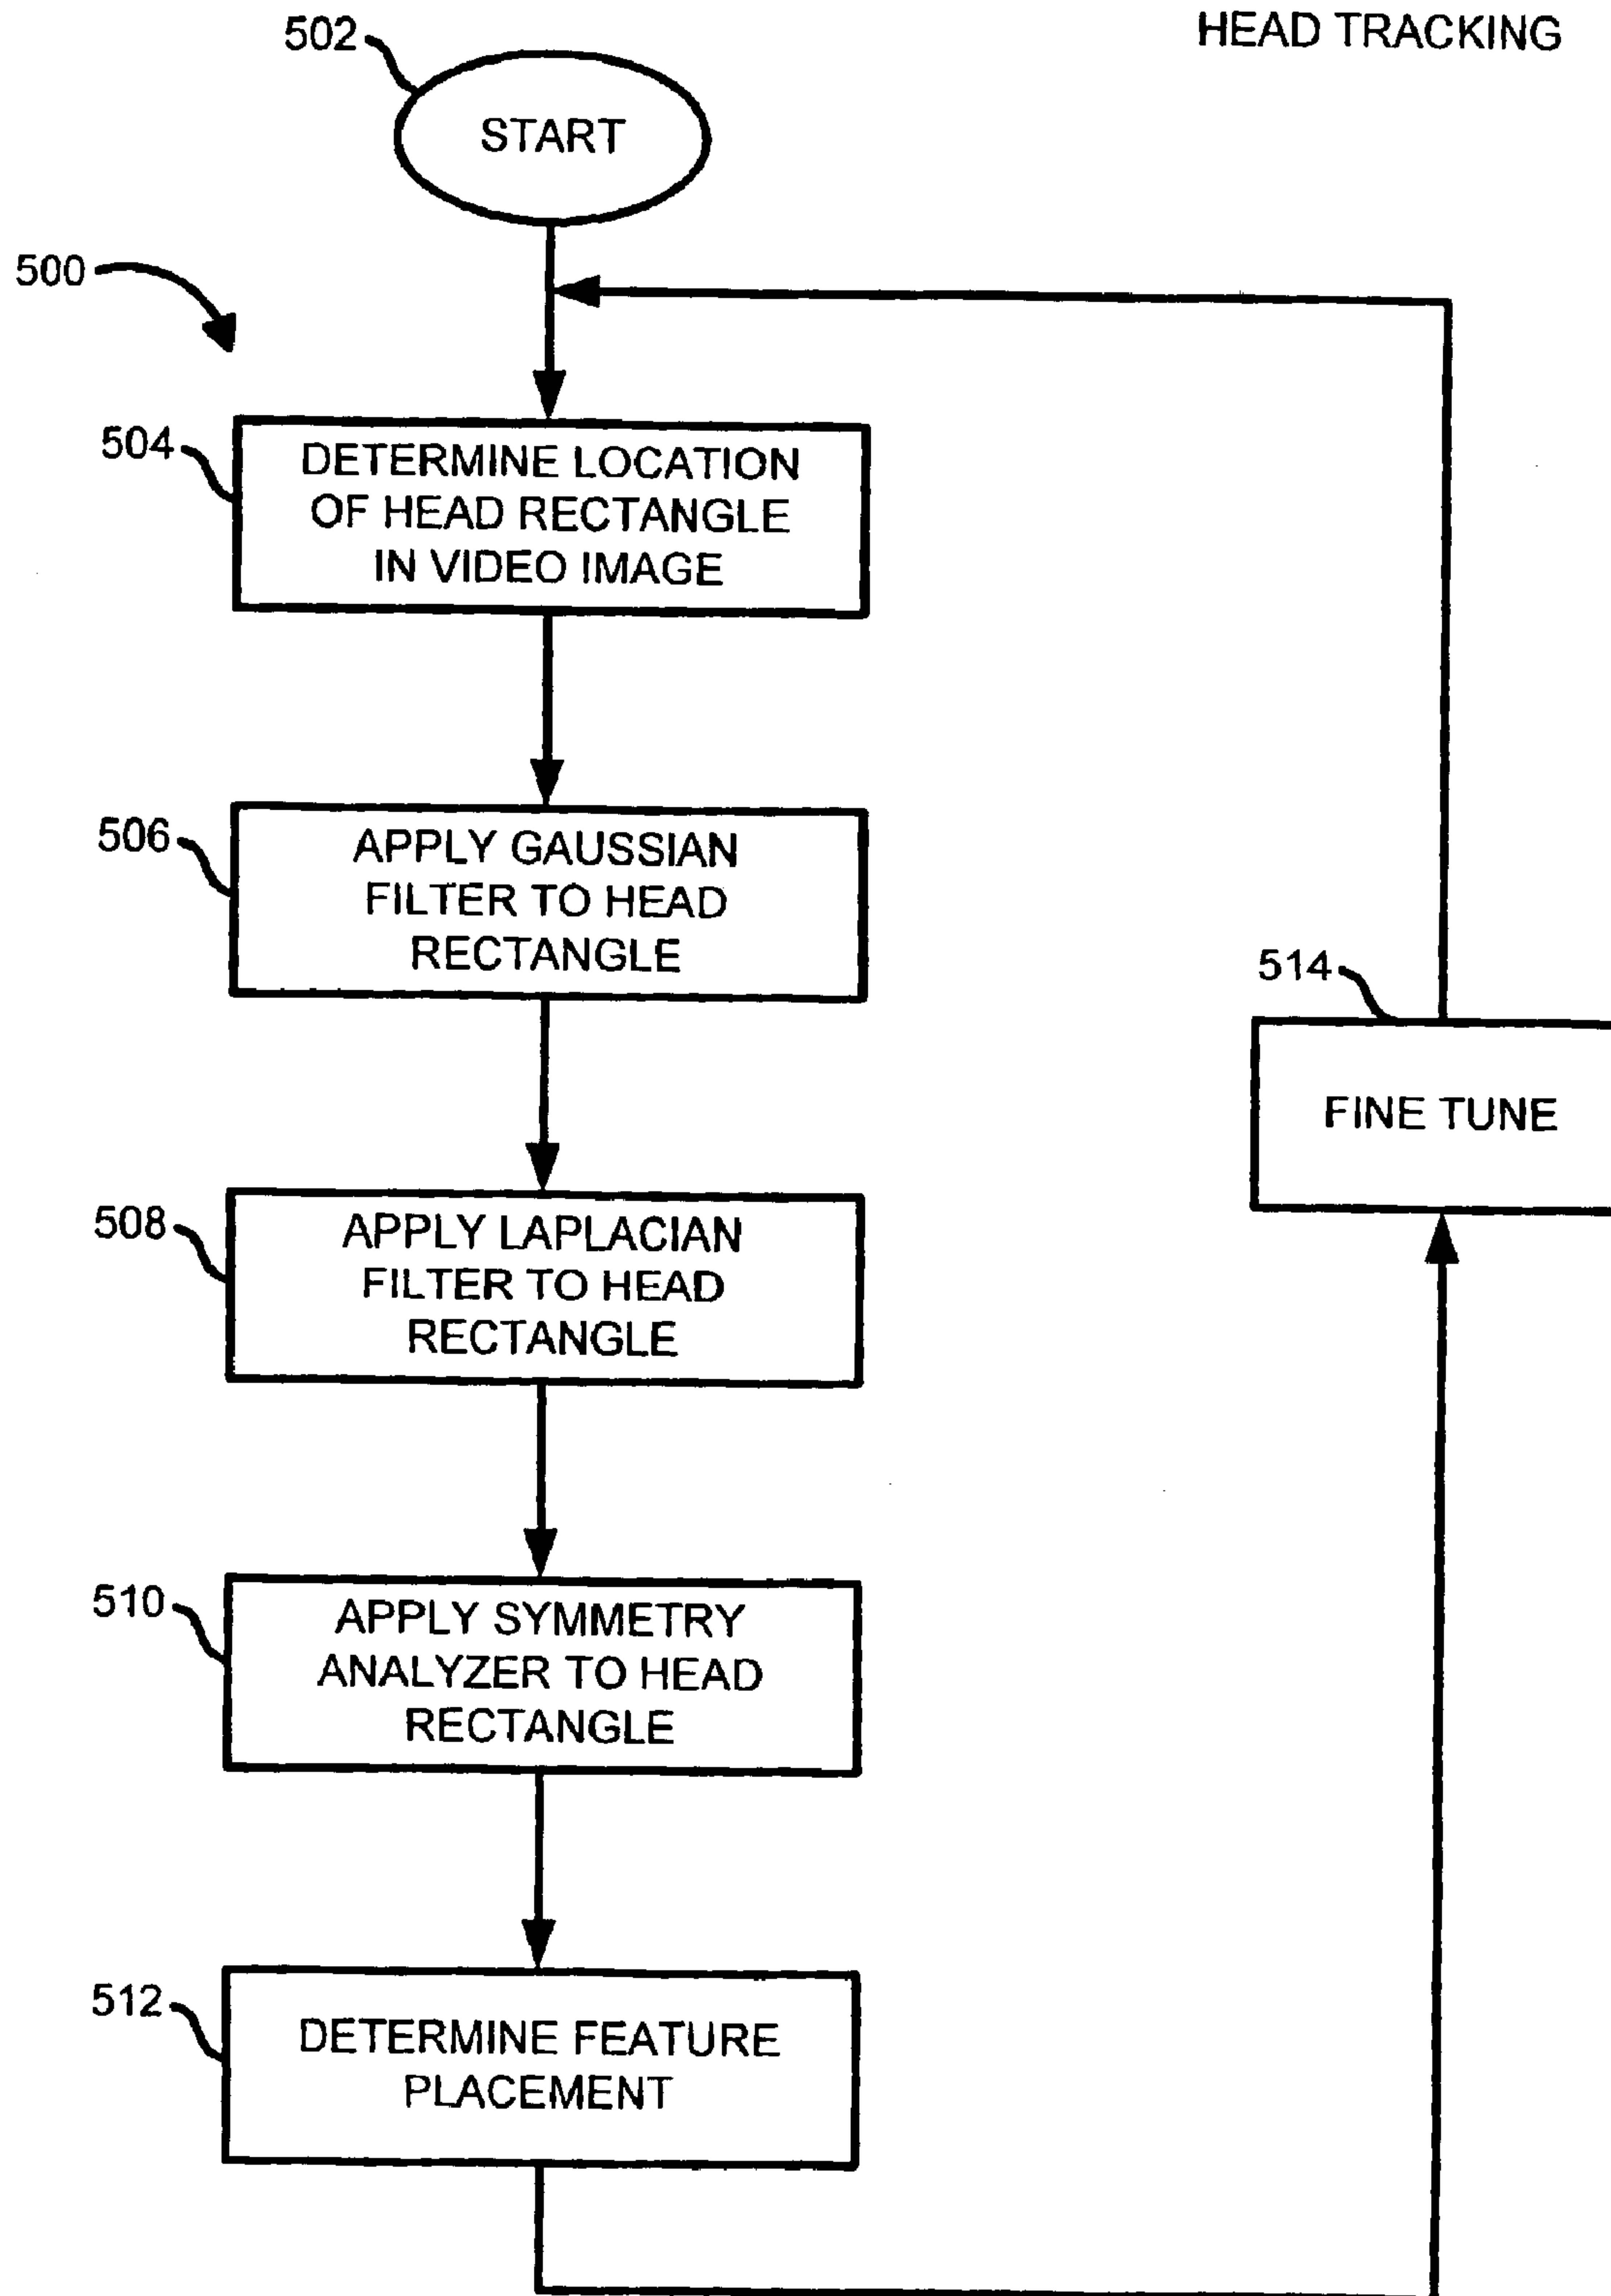 HEAD TRACKING
502
START
500
504
DETERMINE LOCATION
OF HEAD RECTANGLE
IN VIDEO IMAGE
506
APPLY GAUSSIAN
FILTER TO HEAD
RECTANGLE
514
FINE TUNE
508
APPLY LAPLACIAN
FILTER TO HEAD
RECTANGLE
510
APPLY SYMMETRY
ANALYZER TO HEAD
RECTANGLE
512
DETERMINE FEATURE
PLACEMENT